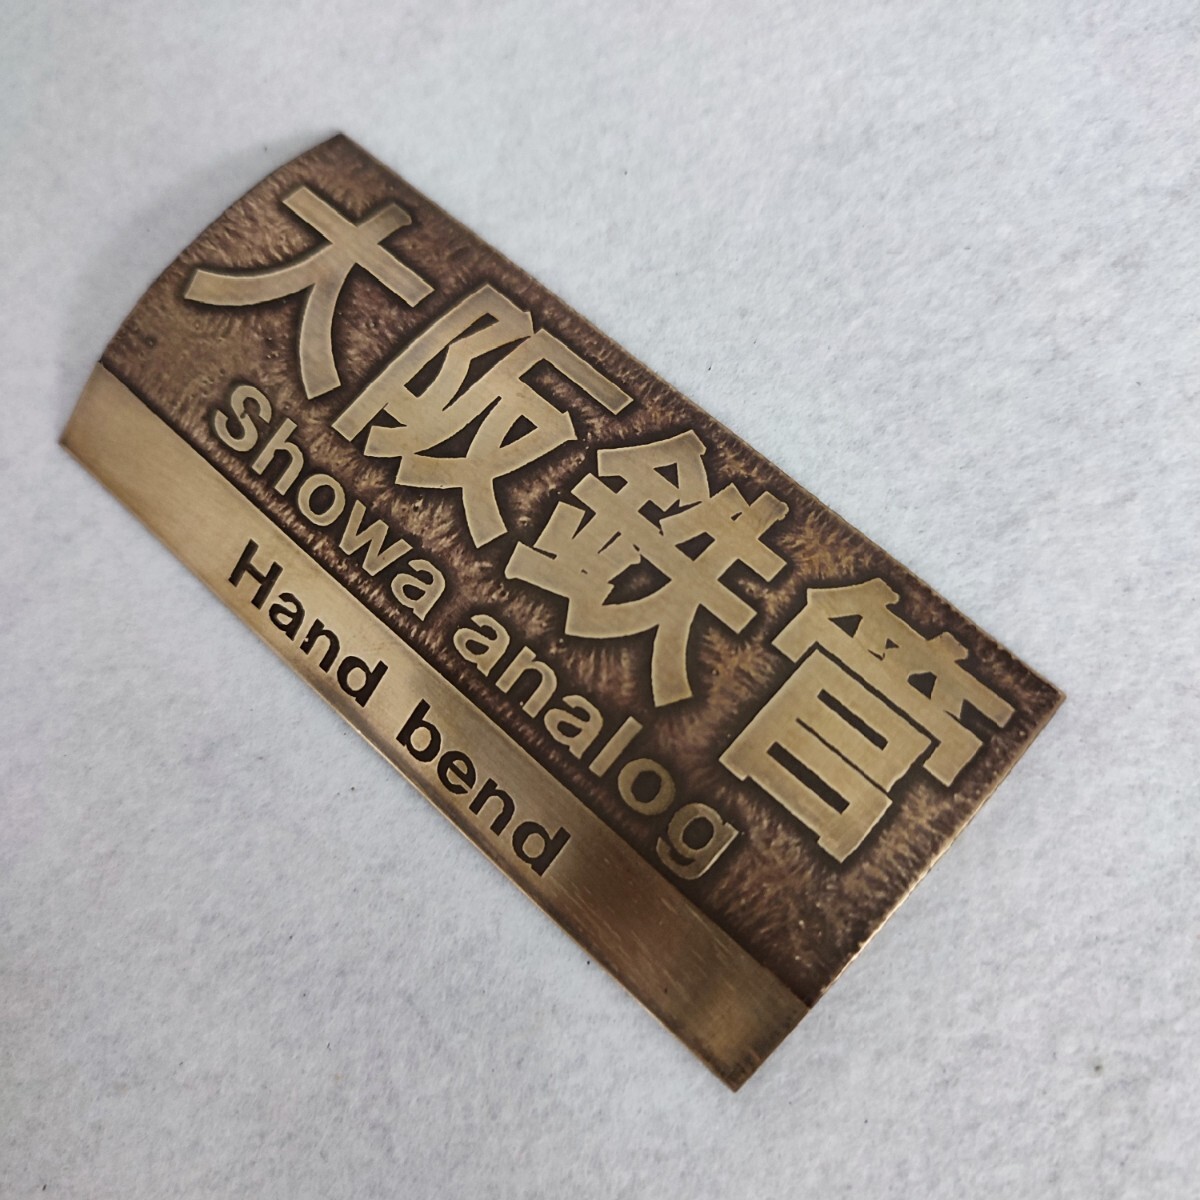 大阪鉄管
Showa analog
Hand bend